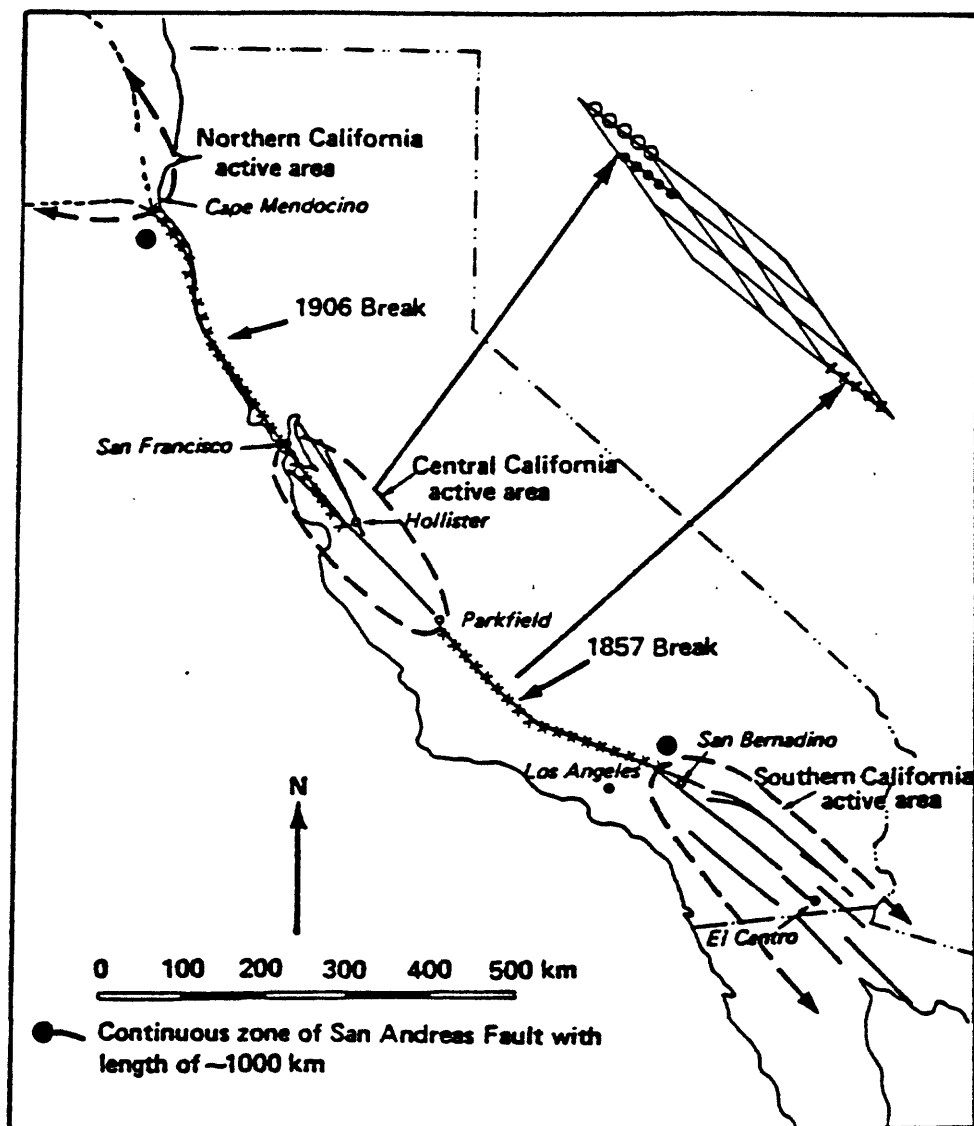 Northern California
active area
Cape Mendocino
1906 Break
San Francisco
Central California
active area
Hollister
Parkfield
1857 Break
San Bernadino
Los Angeles
Southern California
active area
El Centro
N
0 100 200 300 400 500 km
Continuous zone of San Andreas Fault with
length of ~1000 km